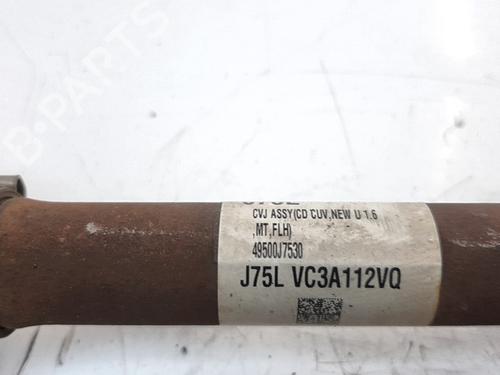 B-PARTS
CVJ ASSY(CD CUV,NEW U 1.6
,MT,FLH)
49500J7530
J75L VC3A112VQ